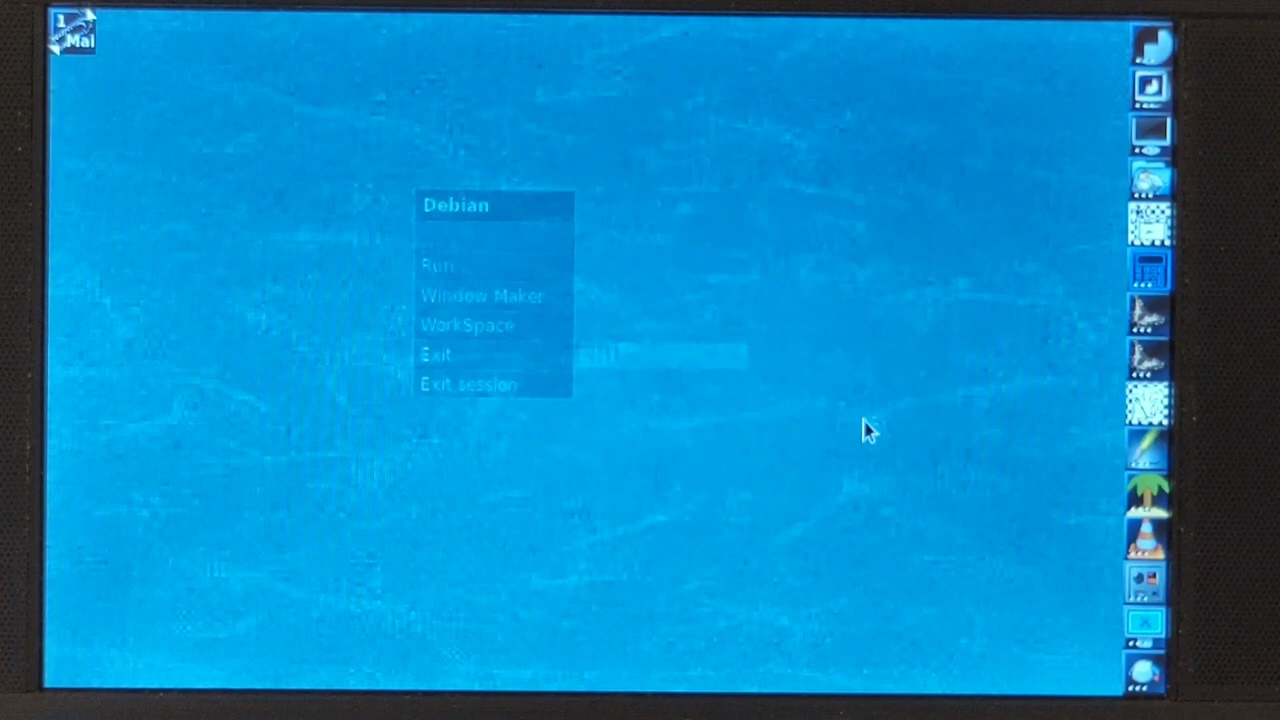 1
Mai
Debian
Run...
Window Maker
WorkSpace
Exit
Exit session